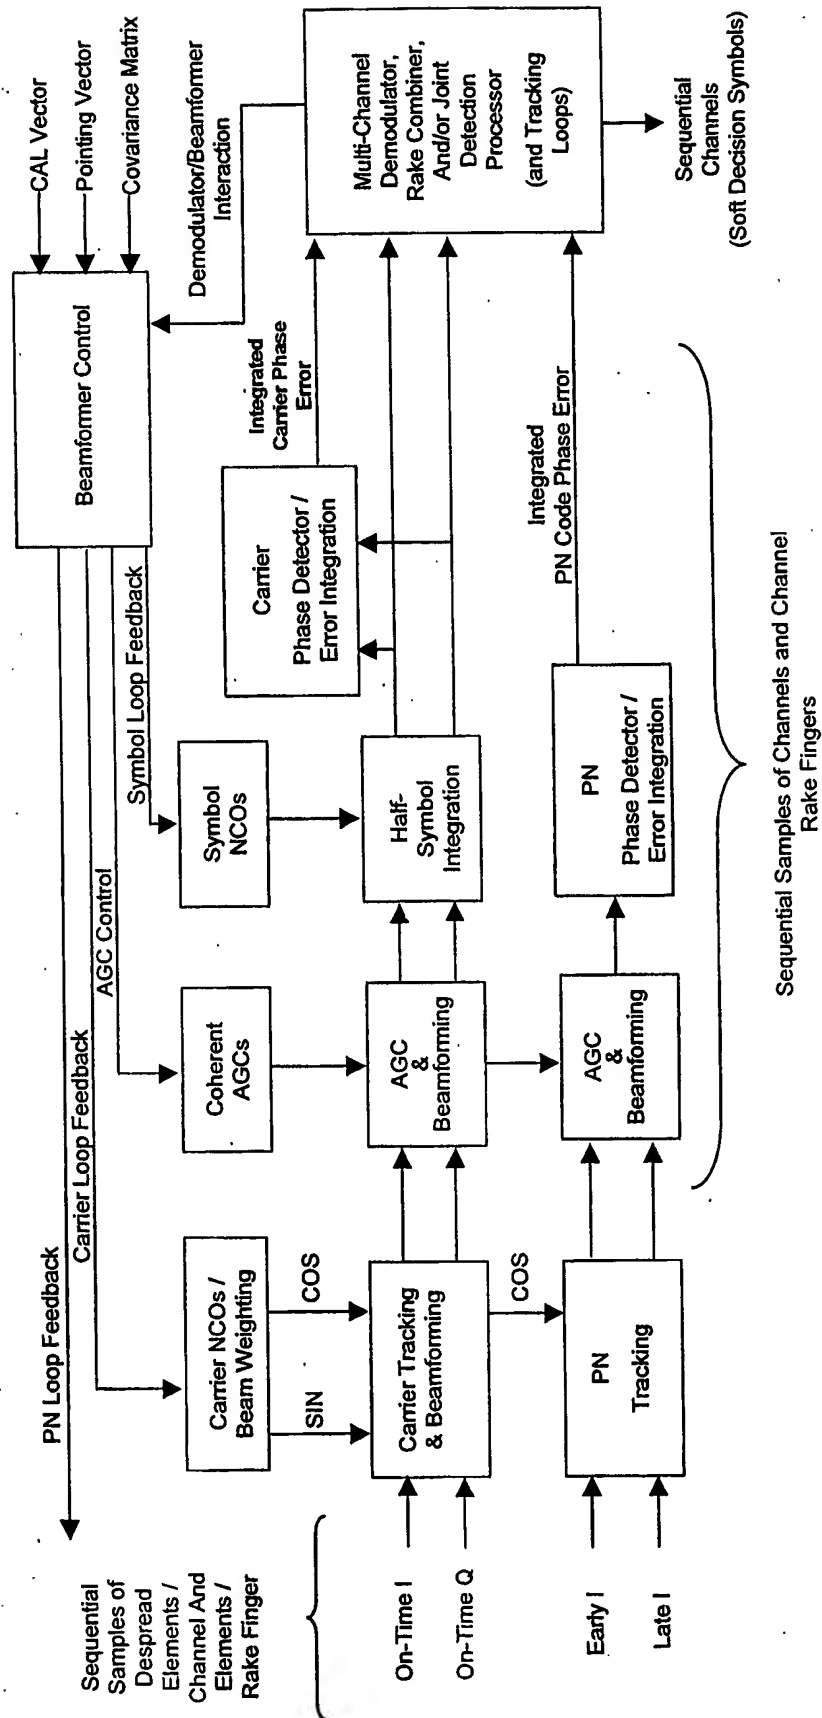 CAL Vector
Pointing Vector
Covariance Matrix
Beamformer Control
Demodulator/Beamformer
Interaction
PN Loop Feedback
Carrier Loop Feedback
AGC Control
Symbol Loop Feedback
Sequential
Samples of
Despread
Elements /
Channel And
Elements /
Rake Finger
Carrier NCOs /
Beam Weighting
SIN
COS
Coherent
AGCs
Symbol
NCOs
Carrier
Phase Detector /
Error Integration
Integrated
Carrier Phase
Error
Multi-Channel
Demodulator,
Rake Combiner,
And/or Joint
Detection
Processor
(and Tracking
Loops)
On-Time I
On-Time Q
Carrier Tracking
& Beamforming
COS
AGC
&
Beamforming
Half-
Symbol
Integration
Early I
Late I
PN
Tracking
AGC
&
Beamforming
PN
Phase Detector /
Error Integration
Integrated
PN Code Phase Error
Sequential
Channels
(Soft Decision Symbols)
Sequential Samples of Channels and Channel
Rake Fingers